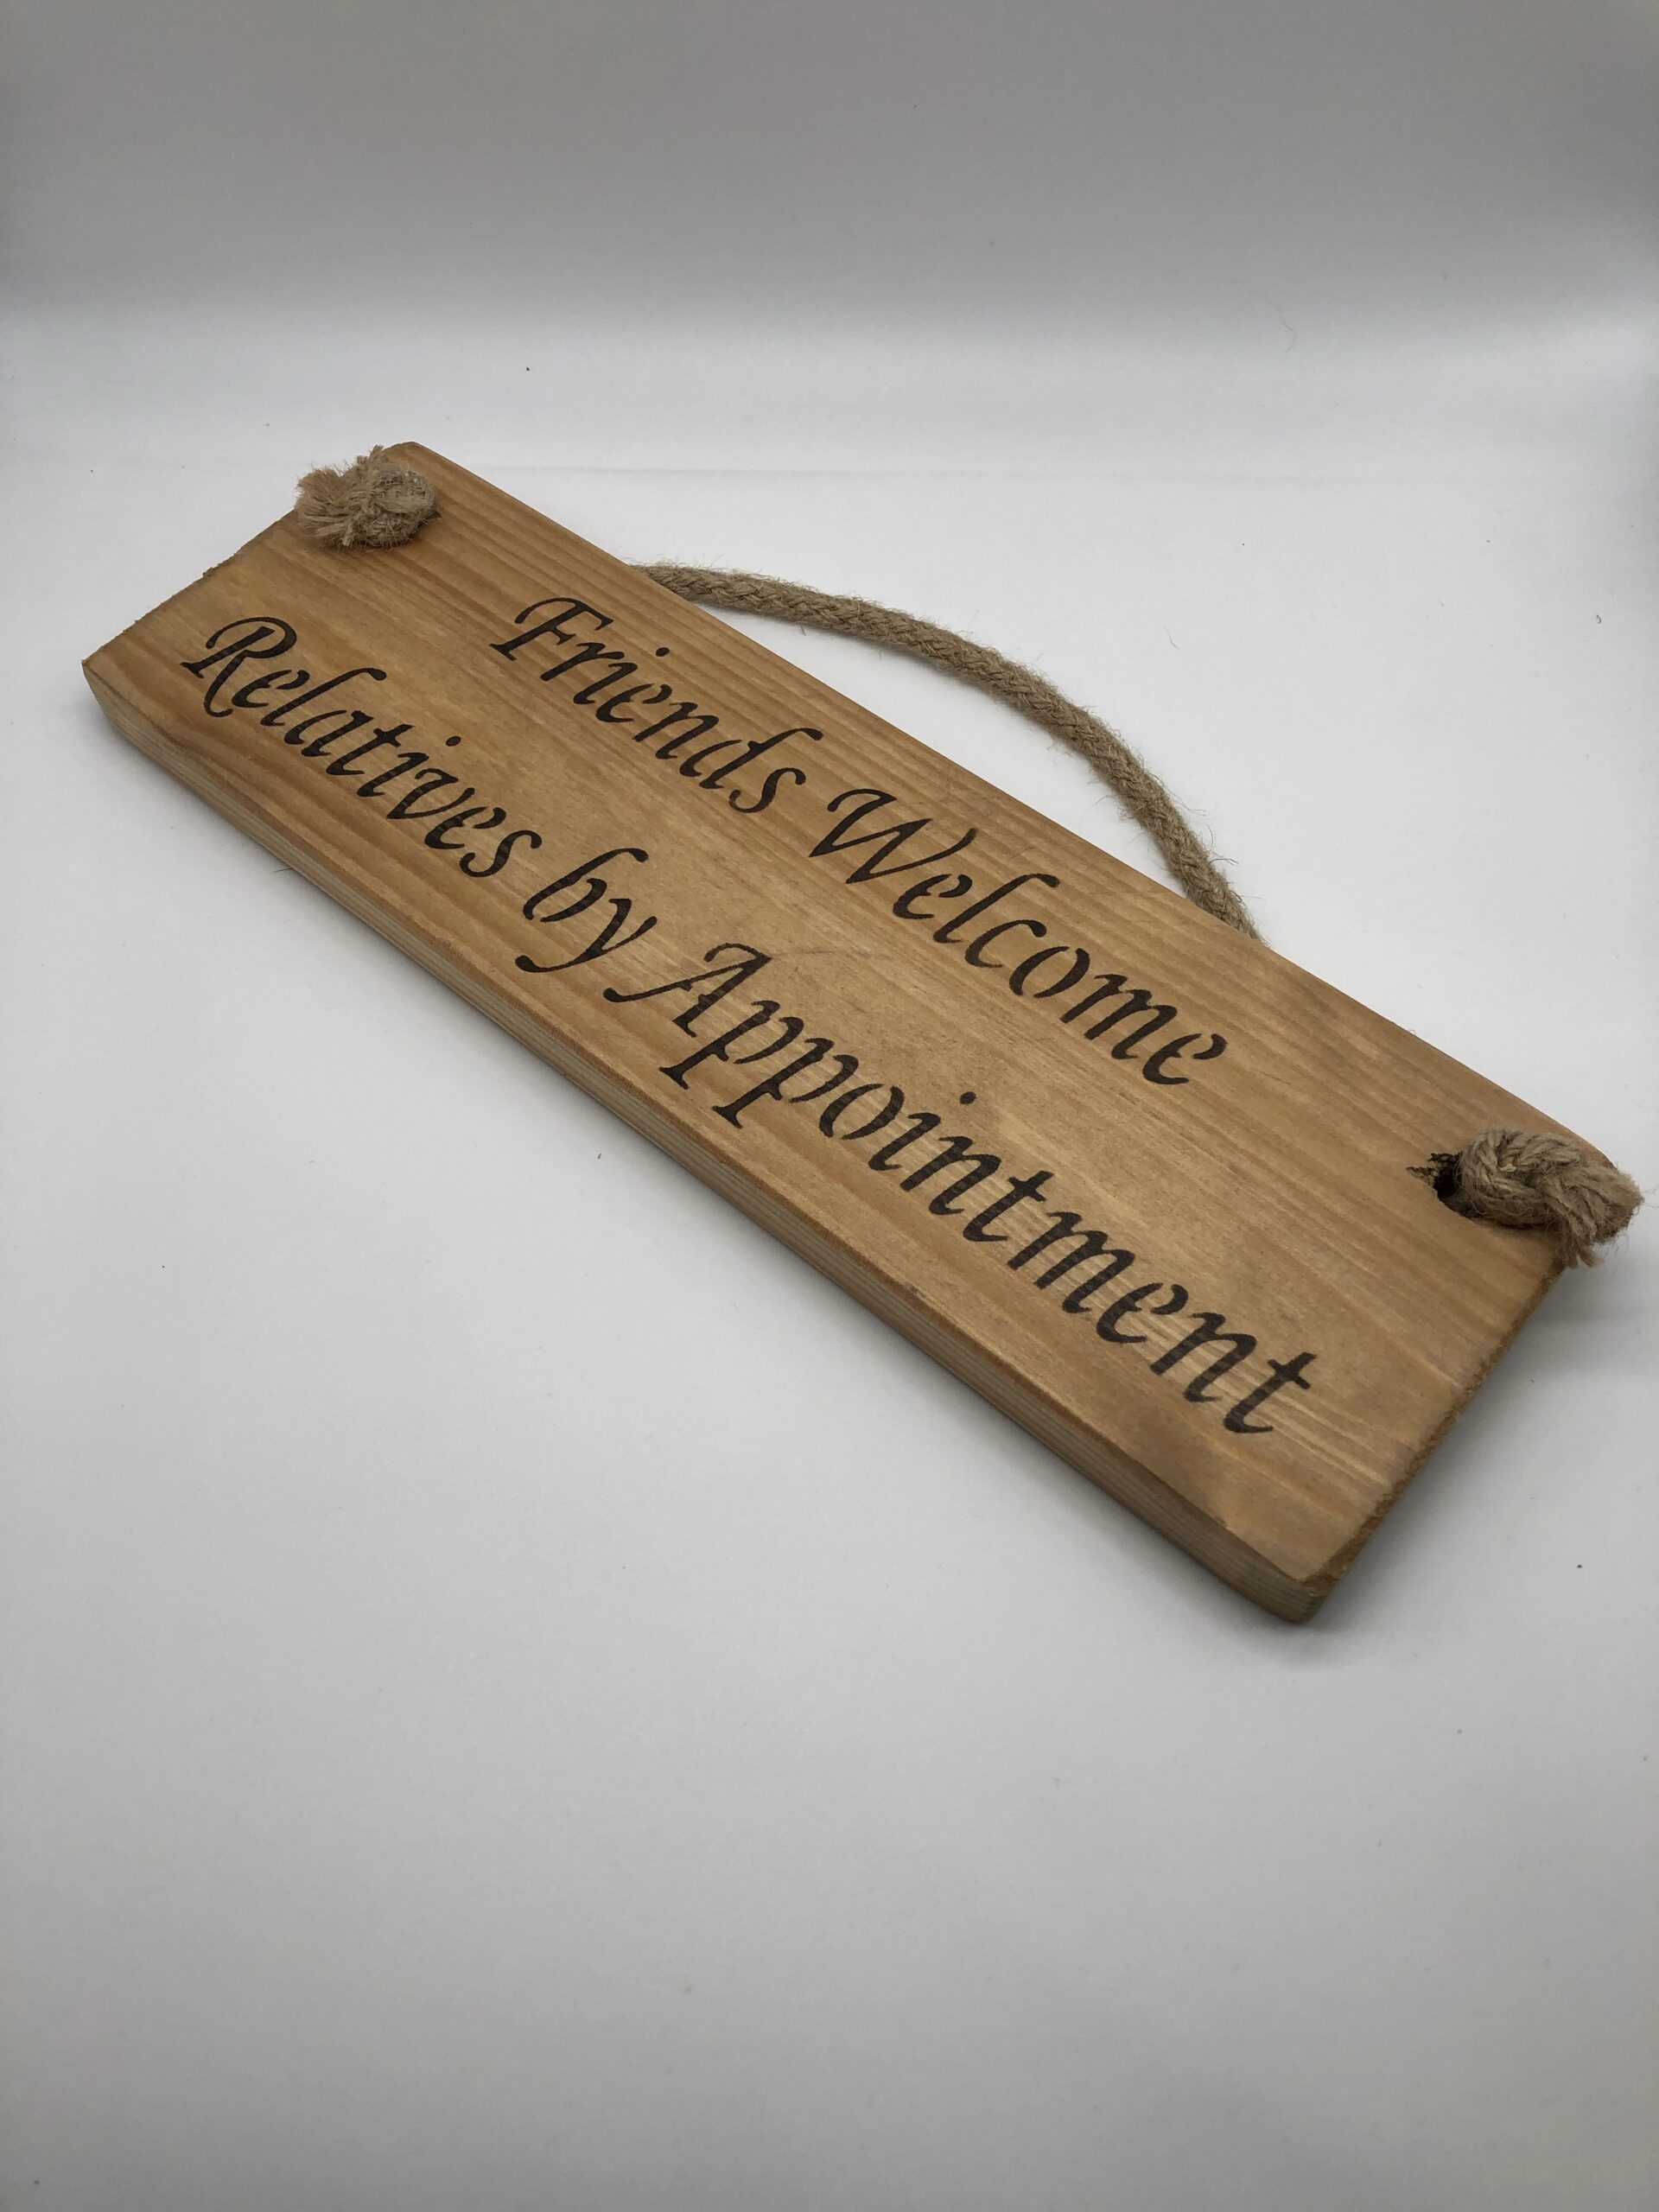 Friends Welcome
Relatives by Appointment